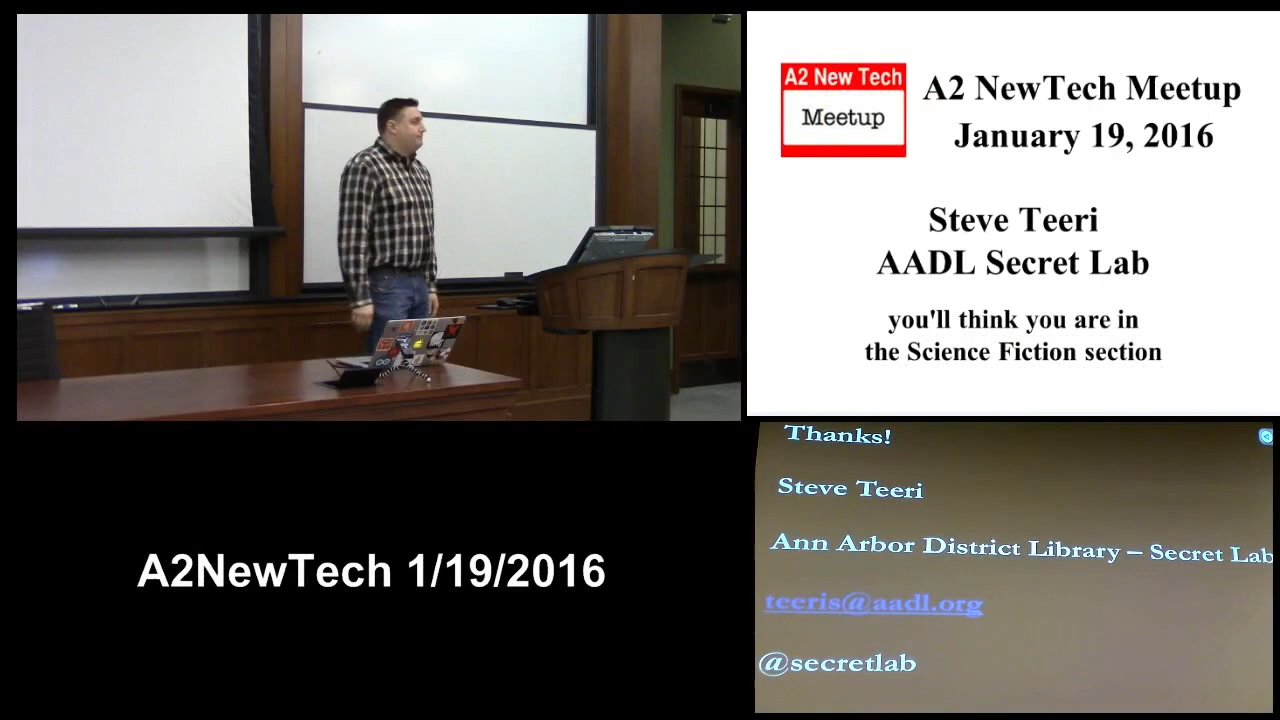 A2 New Tech
Meetup
A2 NewTech Meetup
January 19, 2016
Steve Teeri
AADL Secret Lab
you'll think you are in
the Science Fiction section
A2NewTech 1/19/2016
Thanks!
Steve Teeri
Ann Arbor District Library – Secret Lab
teeris@aadl.org
@secretlab